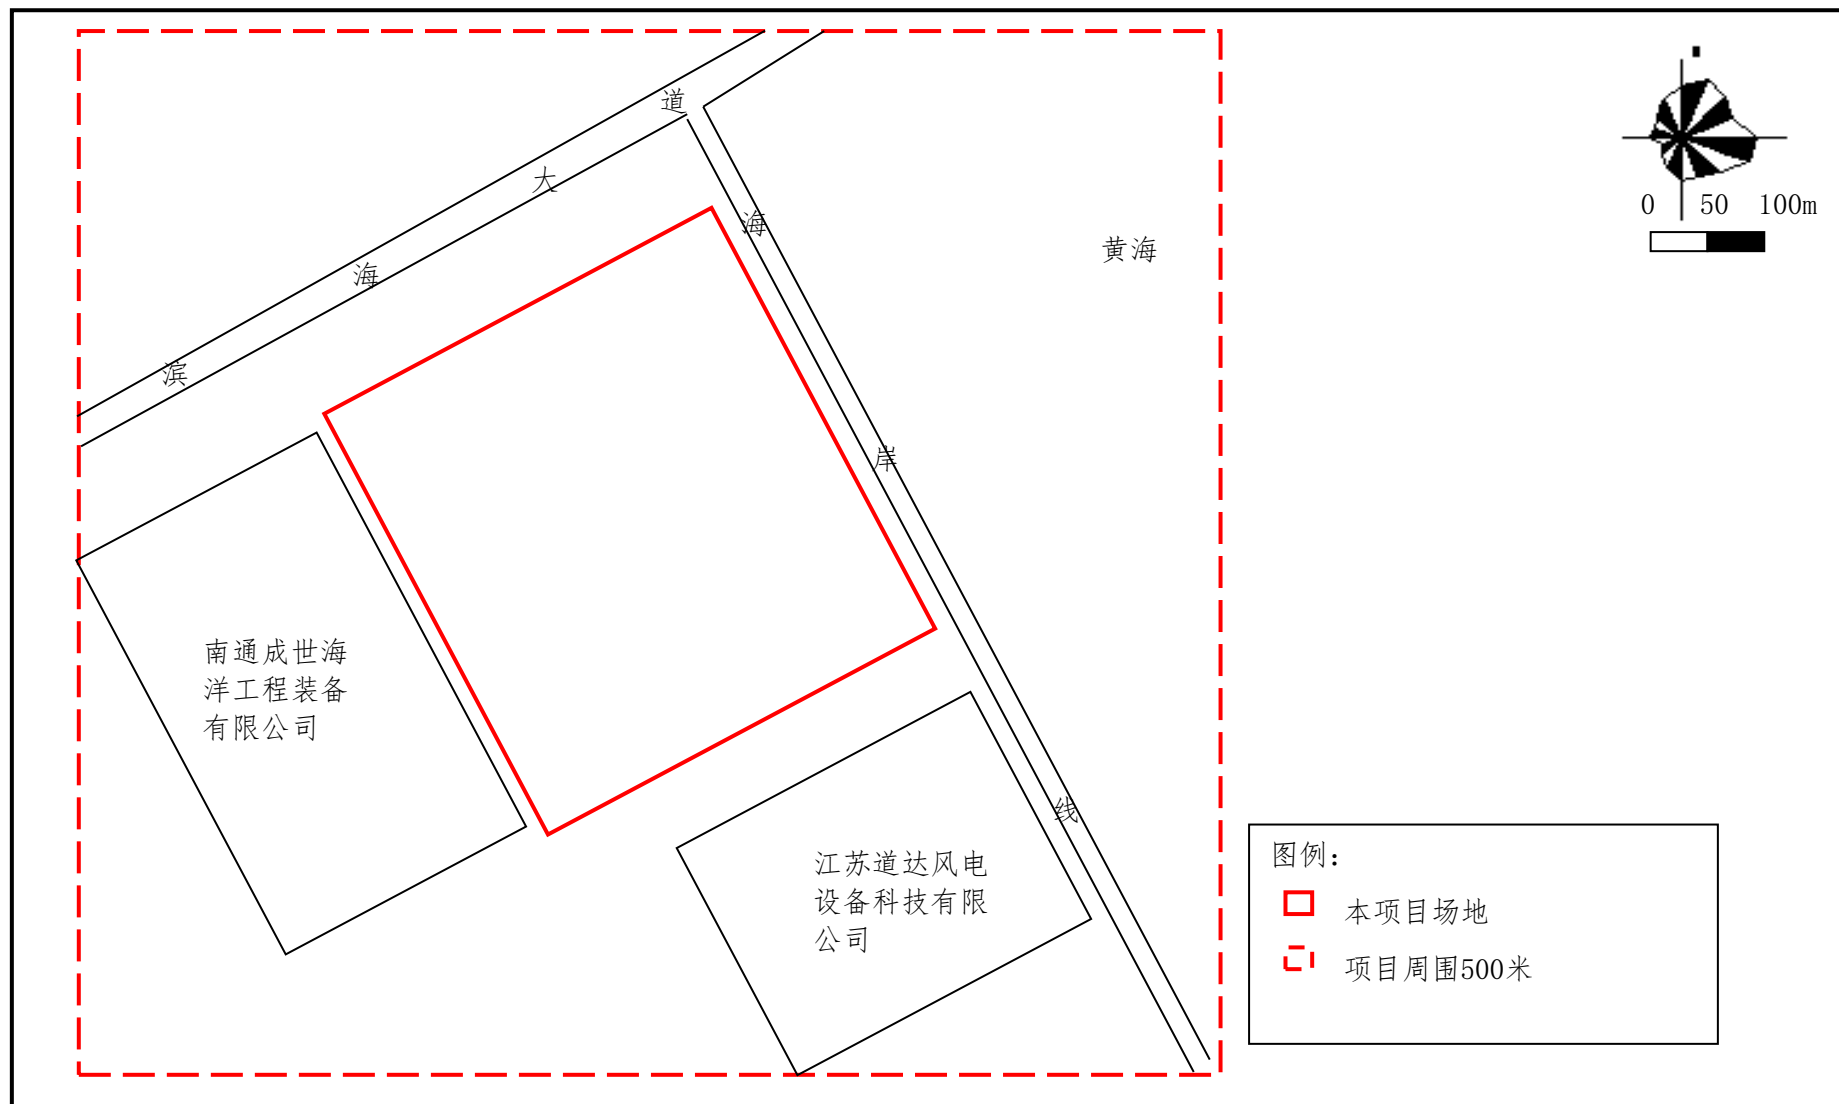 滨海大道
海岸线
黄海
0 50 100m
南通成世海
洋工程装备
有限公司
江苏道达风电
设备科技有限
公司
图例：
本项目场地
项目周围500米